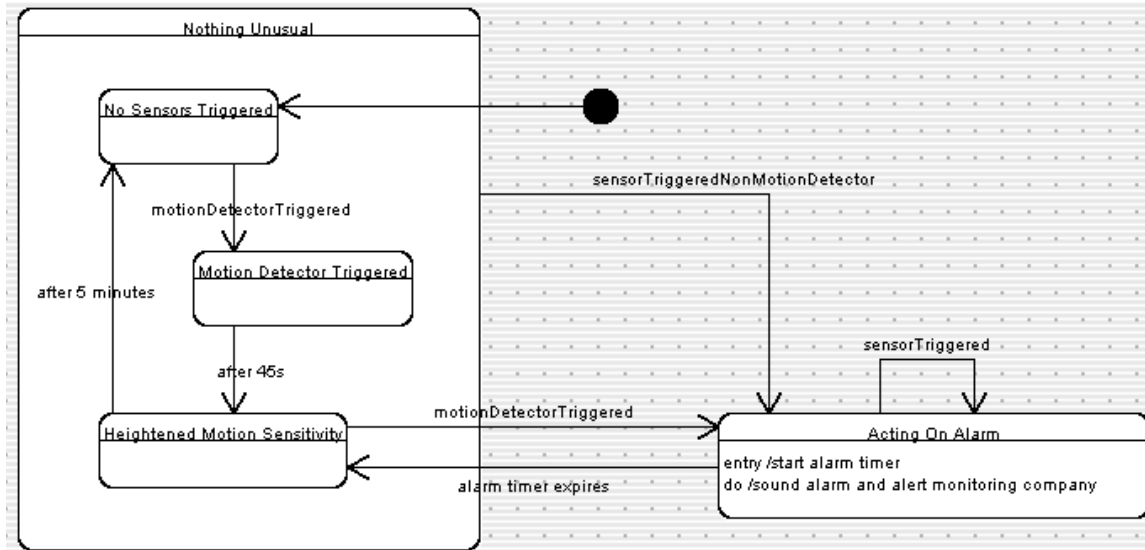 Nothing Unusual
No Sensors Triggered
sensorTriggeredNonMotionDetector
motionDetectorTriggered
Motion Detector Triggered
after 5 minutes
sensorTriggered
after 45s
motionDetectorTriggered
Heightened Motion Sensitivity
Acting On Alarm
entry /start alarm timer
do /sound alarm and alert monitoring company
alarm timer expires